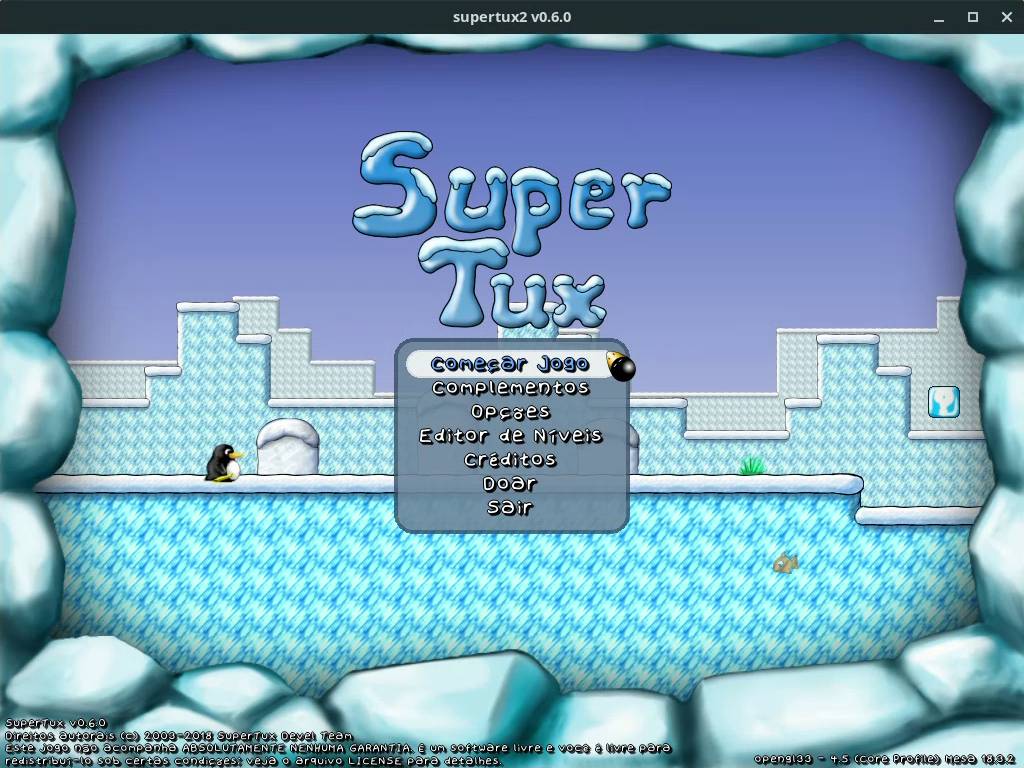 supertux2 v0.6.0
Super
Tux
Começar Jogo
Complementos
Opções
Editor de Níveis
Créditos
Doar
Sair
SuperTux v0.6.0
Direitos autorais (c) 2003-2018 SuperTux Devel Team
Este jogo não acompanha ABSOLUTAMENTE NENHUMA GARANTIA. É um software livre e você é livre para
redistribuí-lo sob certas condições; veja o arquivo LICENSE para detalhes.
opengl33 - 4.5 (Core Profile) Mesa 18.3.2